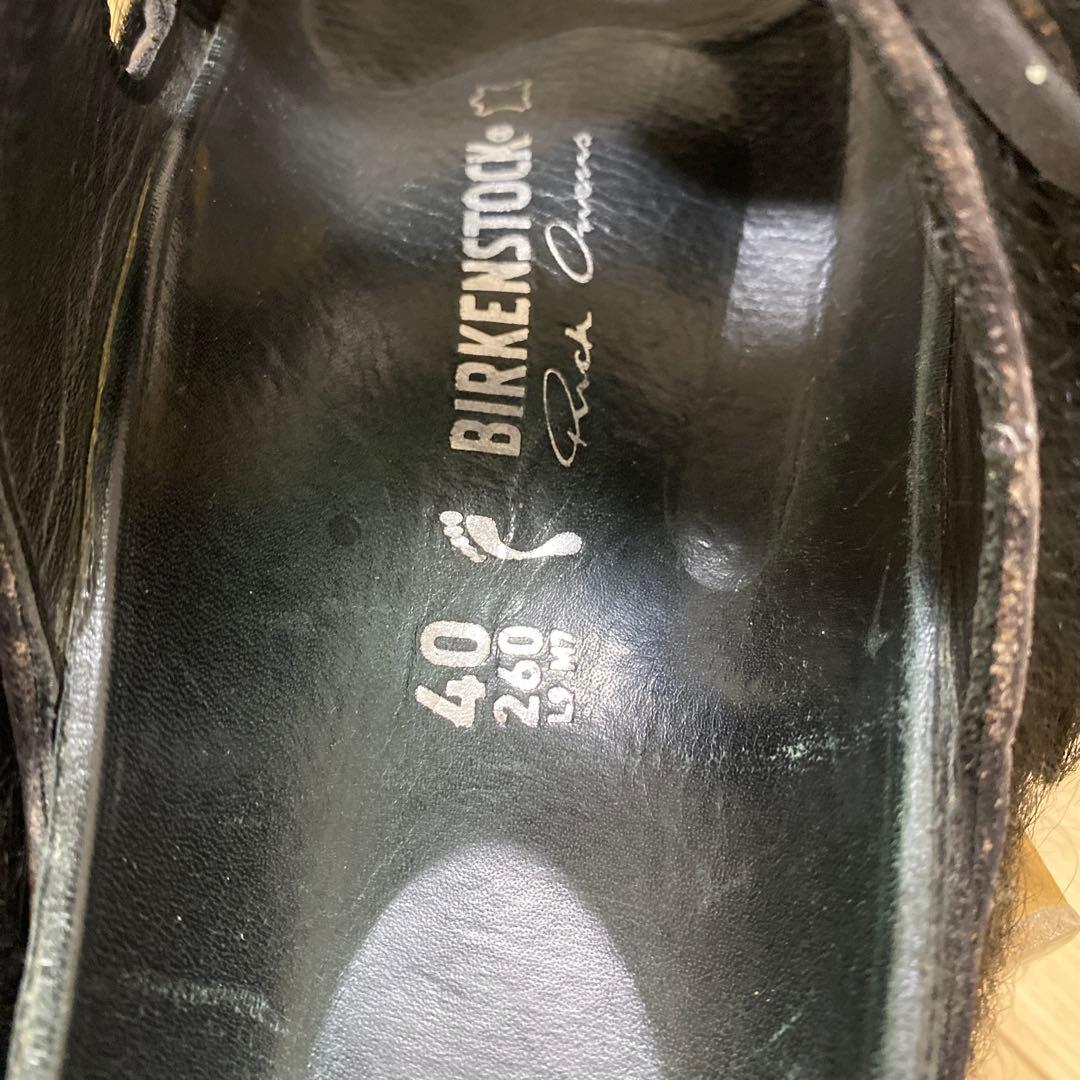 BIRKENSTOCK®
Rick Owens
40
260
L9 M7